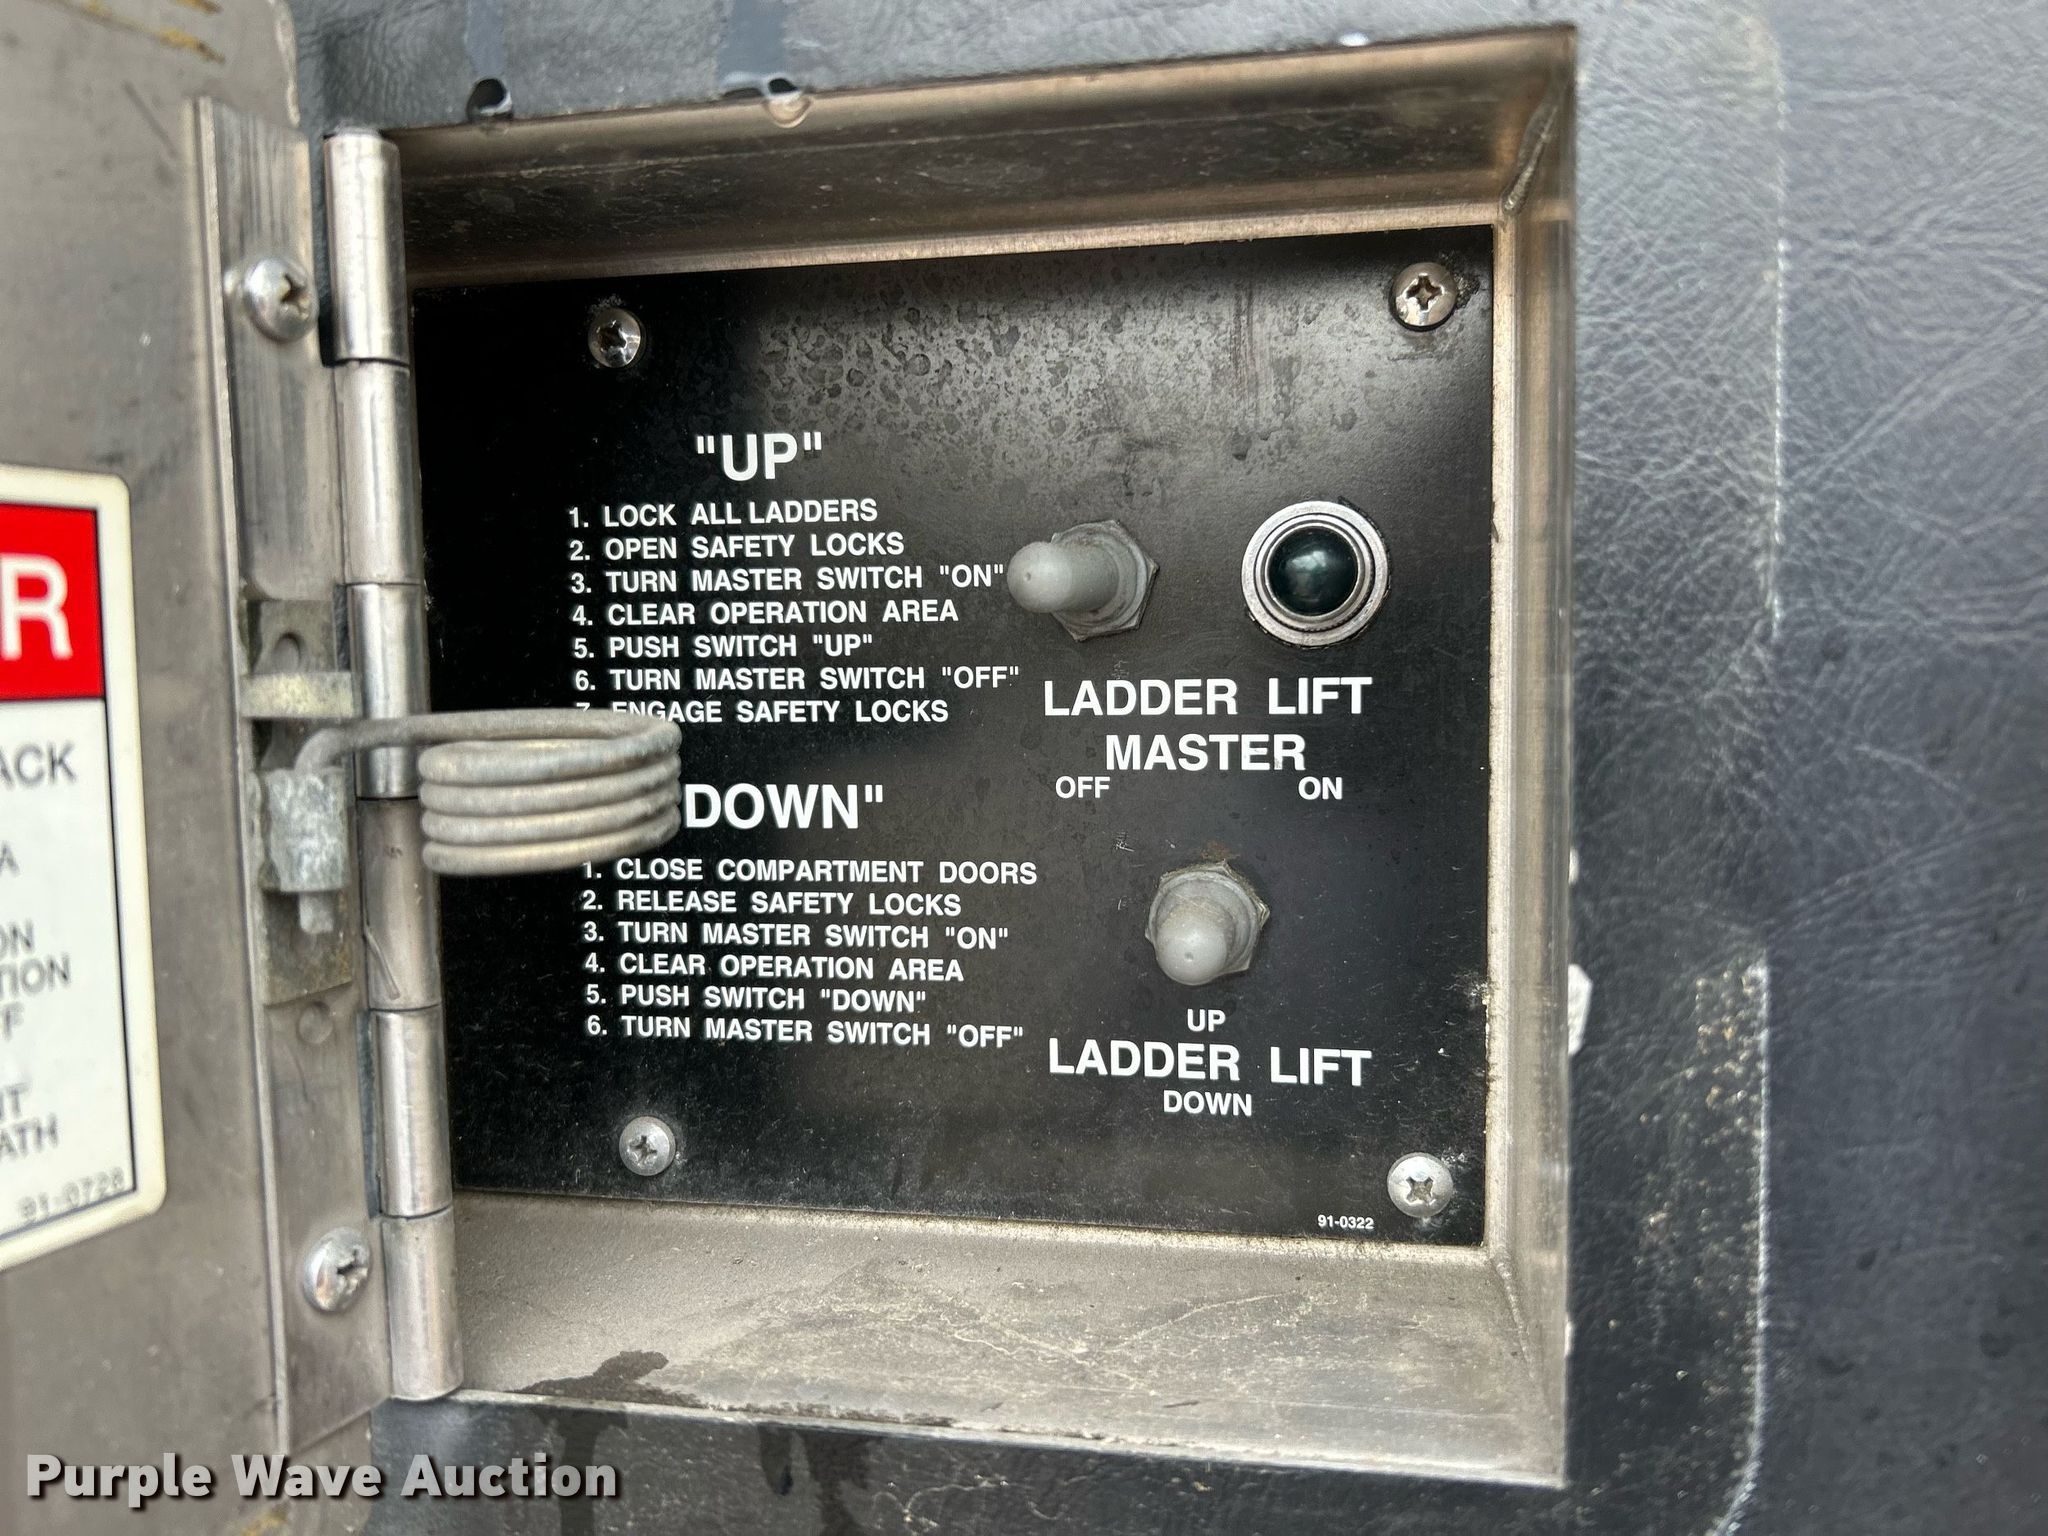 R
ACK
A
ON
TION
F
NT
ATH
91-0728
"UP"
1. LOCK ALL LADDERS
2. OPEN SAFETY LOCKS
3. TURN MASTER SWITCH "ON"
4. CLEAR OPERATION AREA
5. PUSH SWITCH "UP"
6. TURN MASTER SWITCH "OFF"
7. ENGAGE SAFETY LOCKS
DOWN"
1. CLOSE COMPARTMENT DOORS
2. RELEASE SAFETY LOCKS
3. TURN MASTER SWITCH "ON"
4. CLEAR OPERATION AREA
5. PUSH SWITCH "DOWN"
6. TURN MASTER SWITCH "OFF"
LADDER LIFT
MASTER
OFF ON
UP
LADDER LIFT
DOWN
91-0322
Purple Wave Auction